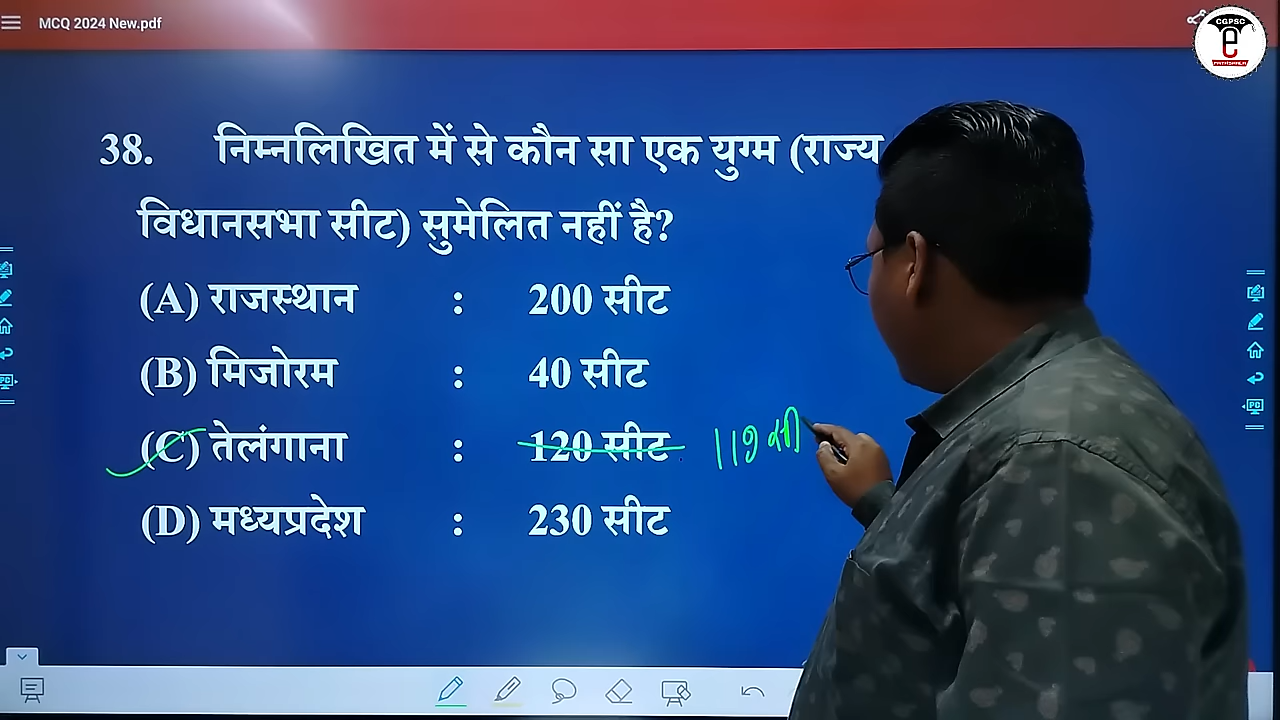 MCQ 2024 New.pdf
CGPSC
e
38. निम्नलिखित में से कौन सा एक युग्म (राज्य
विधानसभा सीट) सुमेलित नहीं है?
(A) राजस्थान : 200 सीट
(B) मिजोरम : 40 सीट
(C) तेलंगाना : 120 सीट 119 सी
(D) मध्यप्रदेश : 230 सीट